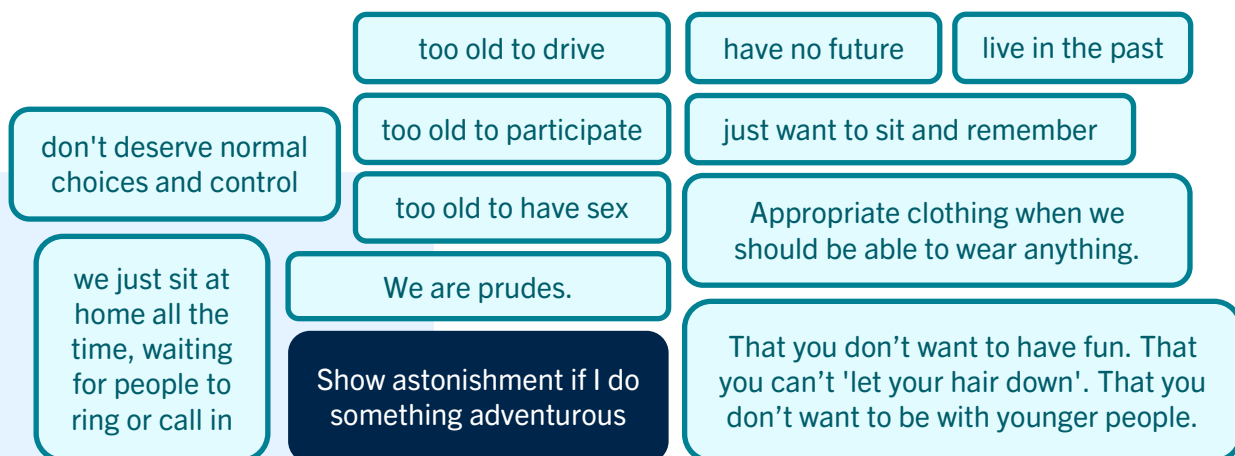 too old to drive
have no future
live in the past
don't deserve normal
choices and control
too old to participate
just want to sit and remember
too old to have sex
Appropriate clothing when we
should be able to wear anything.
we just sit at
home all the
time, waiting
for people to
ring or call in
We are prudes.
Show astonishment if I do
something adventurous
That you don’t want to have fun. That
you can't 'let your hair down'. That you
don’t want to be with younger people.